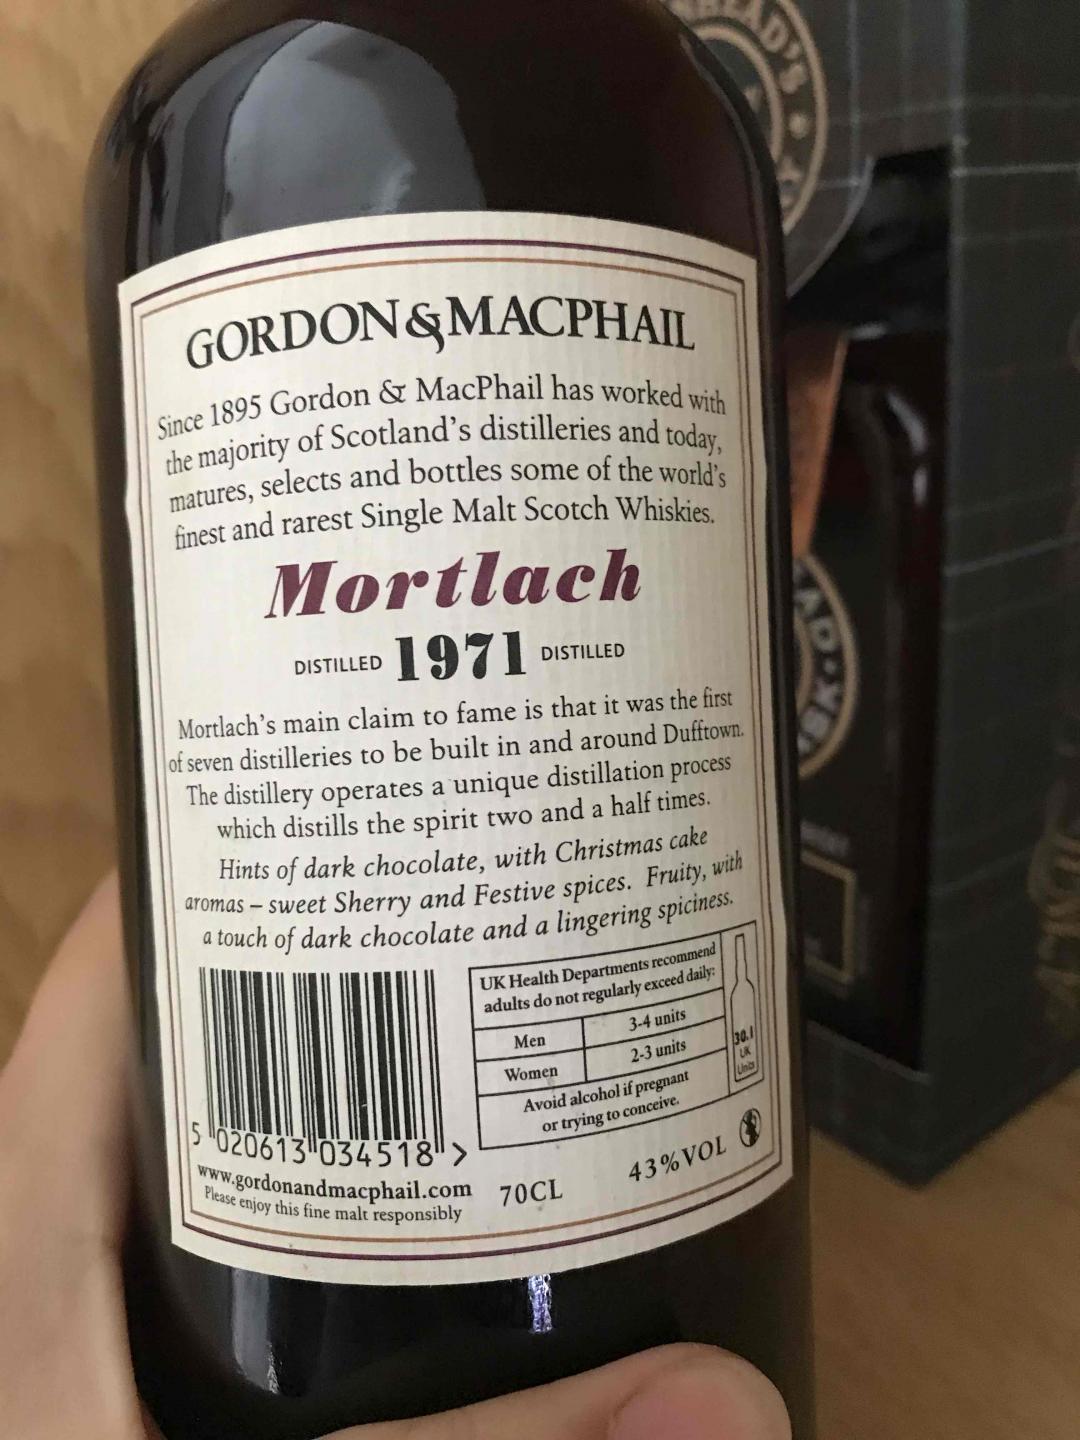 GORDON & MACPHAIL
Since 1895 Gordon & MacPhail has worked with
the majority of Scotland's distilleries and today,
matures, selects and bottles some of the world's
finest and rarest Single Malt Scotch Whiskies.
Mortlach
DISTILLED 1971 DISTILLED
Mortlach's main claim to fame is that it was the first
of seven distilleries to be built in and around Dufftown.
The distillery operates a unique distillation process
which distills the spirit two and a half times.
Hints of dark chocolate, with Christmas cake
aromas – sweet Sherry and Festive spices. Fruity, with
a touch of dark chocolate and a lingering spiciness.
UK Health Departments recommend
adults do not regularly exceed daily:
Men 3-4 units
Women 2-3 units
Avoid alcohol if pregnant
or trying to conceive.
30.1
UK
Units
5 020613 034518 >
www.gordonandmacphail.com
Please enjoy this fine malt responsibly
70CL
43%VOL